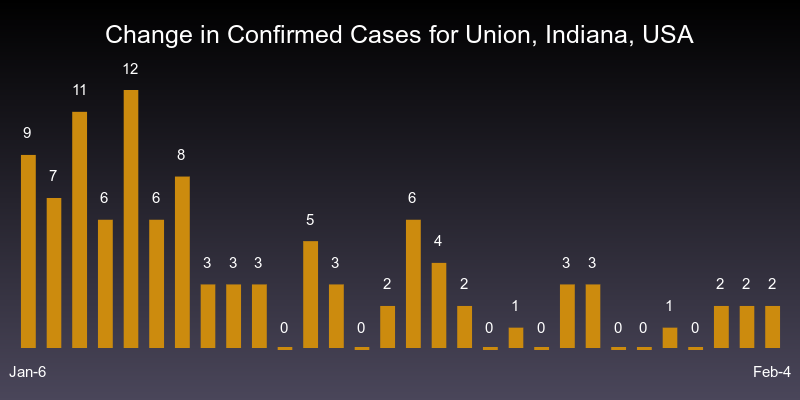 Change in Confirmed Cases for Union, Indiana, USA
9 7 11 6 12 6 8 3 3 3 0 5 3 0 2 6 4 2 0 1 0 3 3 0 0 1 0 2 2 2
Jan-6 Feb-4